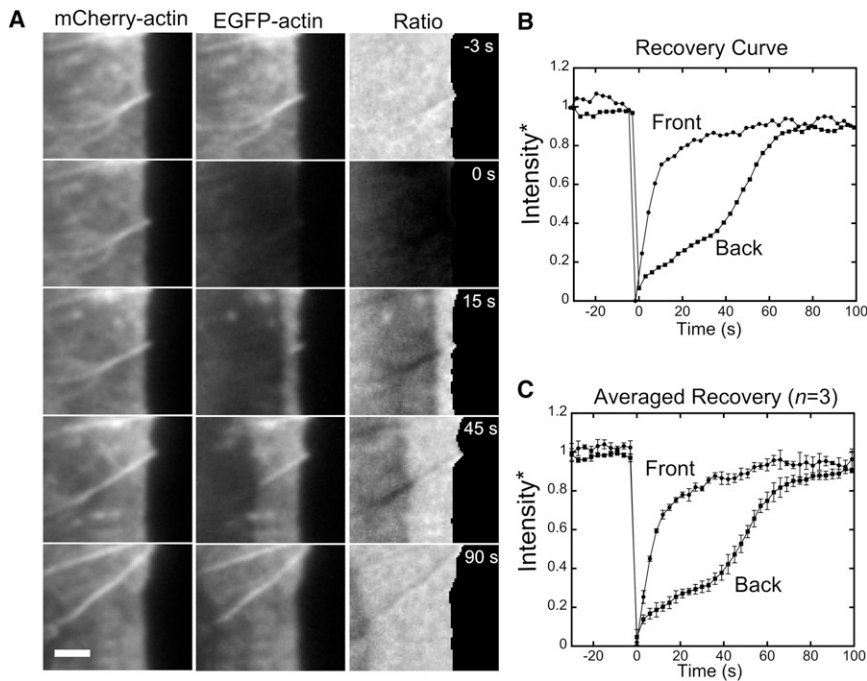 A
mCherry-actin EGFP-actin Ratio
-3 s
0 s
15 s
45 s
90 s
B
Recovery Curve
Intensity*
1.2
1
0.8
0.6
0.4
0.2
0
Front
Back
-20 0 20 40 60 80 100
Time (s)
C
Averaged Recovery (n=3)
Intensity*
1.2
1
0.8
0.6
0.4
0.2
0
Front
Back
-20 0 20 40 60 80 100
Time (s)